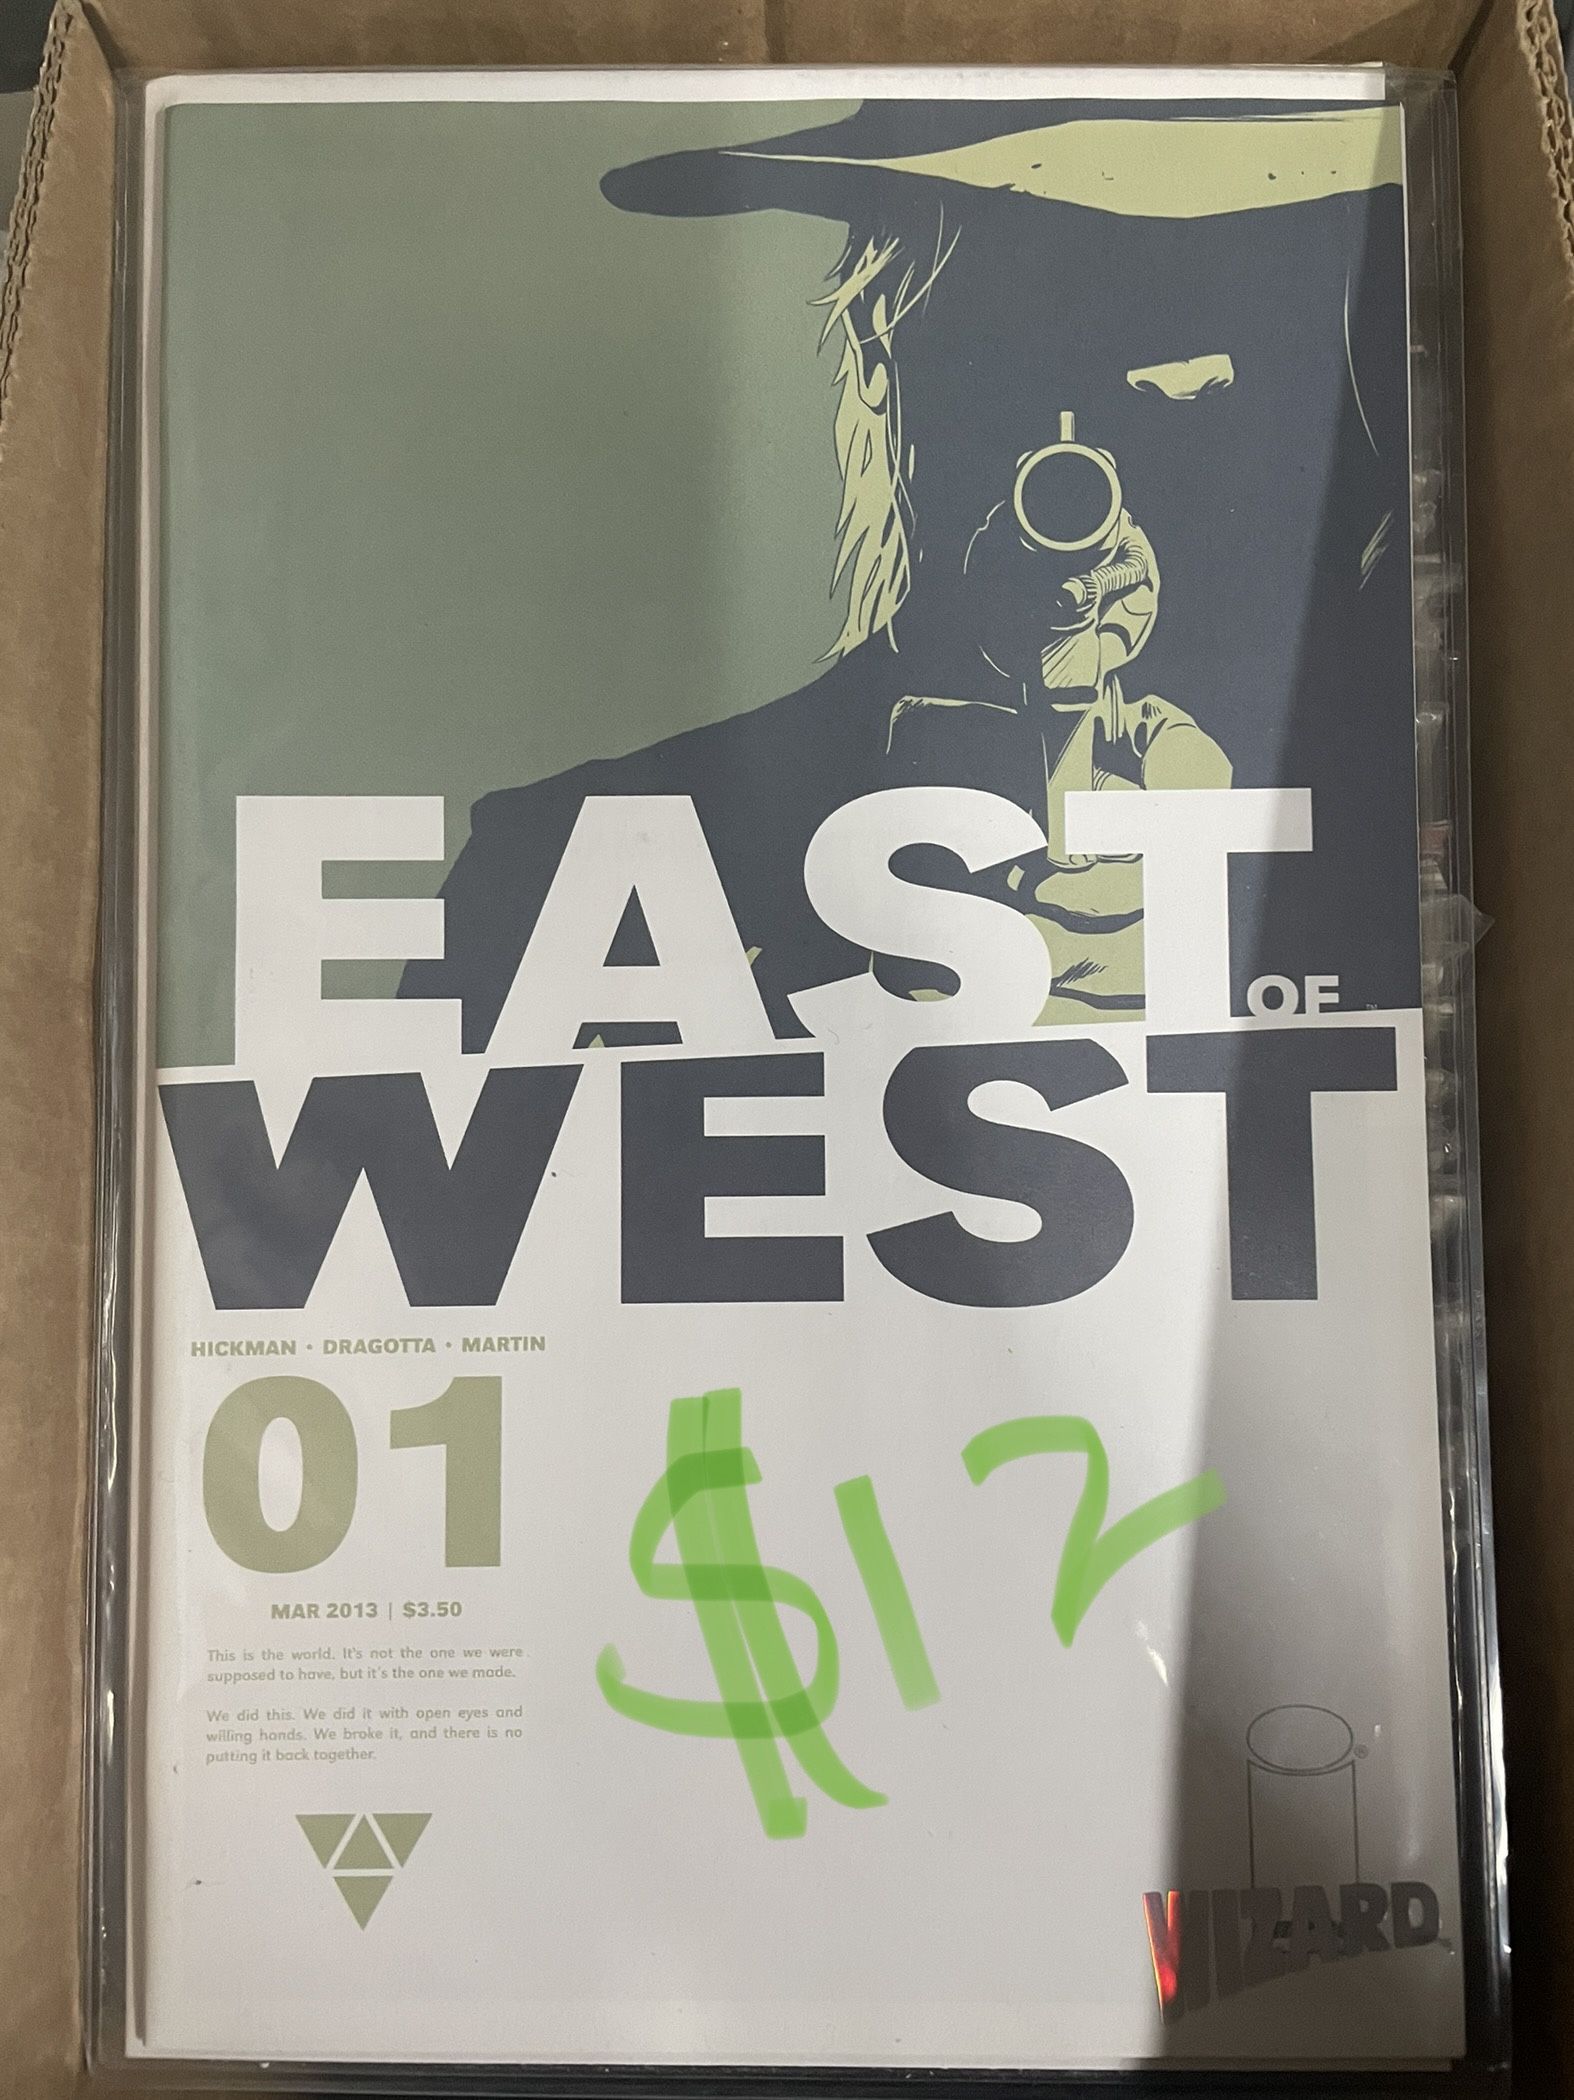 EAST
OF ™
WEST
HICKMAN • DRAGOTTA • MARTIN
01
MAR 2013 | $3.50
This is the world. It's not the one we were
supposed to have, but it's the one we made.
We did this. We did it with open eyes and
willing hands. We broke it, and there is no
putting it back together.
$12
®
WIZARD